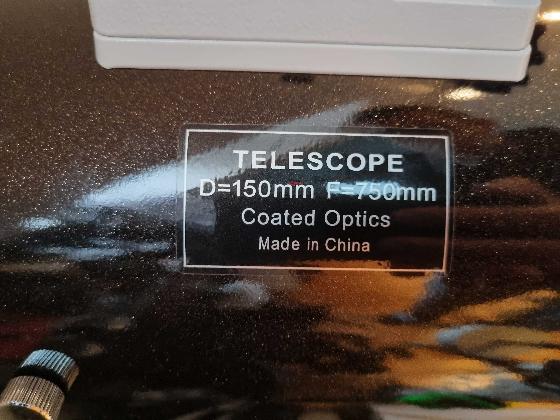 TELESCOPE
D=150mm F=750mm
Coated Optics
Made in China